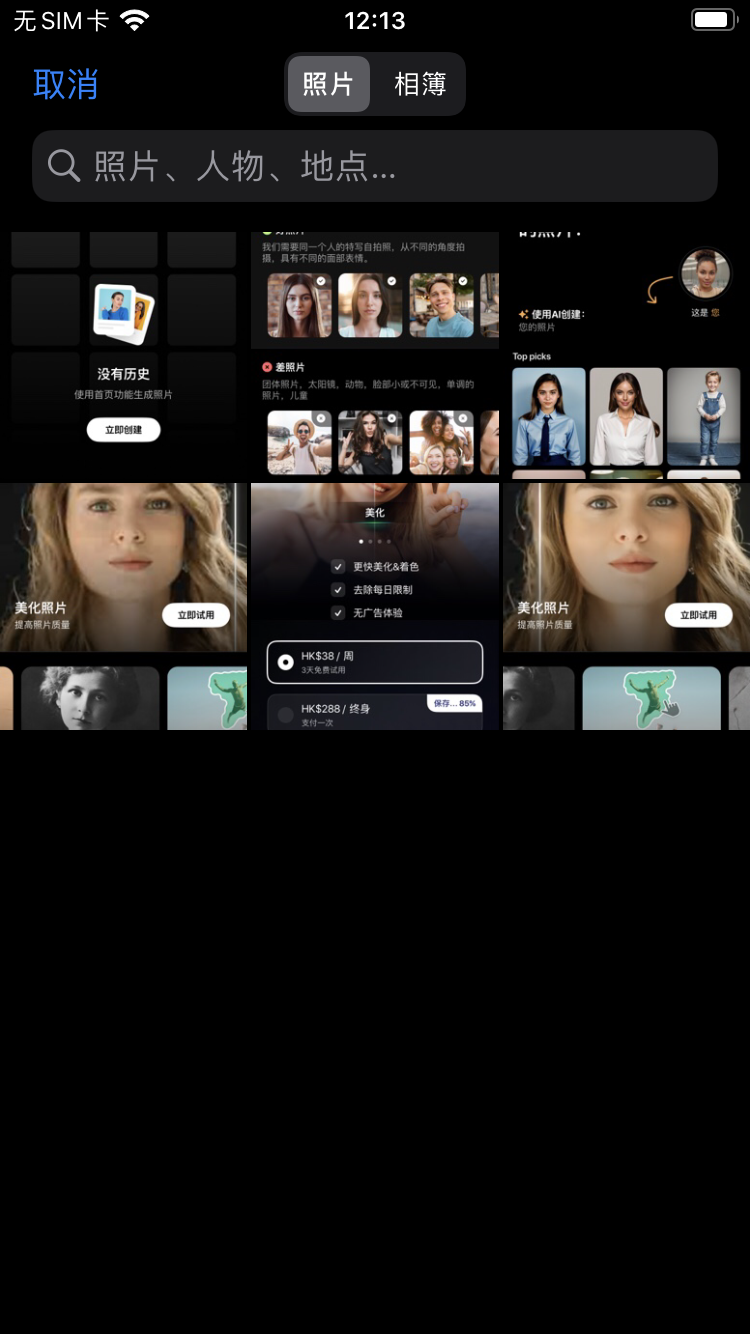 无SIM卡
12:13
取消
照片
相簿
照片、人物、地点...
没有历史
使用首页功能生成照片
立即创建
我们需要同一个人的特写自拍照，从不同的角度拍
摄，具有不同的面部表情。
差照片
团体照片，太阳镜，动物，脸部小或不可见，单调的
照片，儿童
使用AI创建：
您的照片
这是 您
Top picks
美化照片
提高照片质量
立即试用
美化
更快美化&着色
去除每日限制
无广告体验
HK$38 / 周
3天免费试用
HK$288 / 终身
支付一次
保存... 85%
美化照片
提高照片质量
立即试用